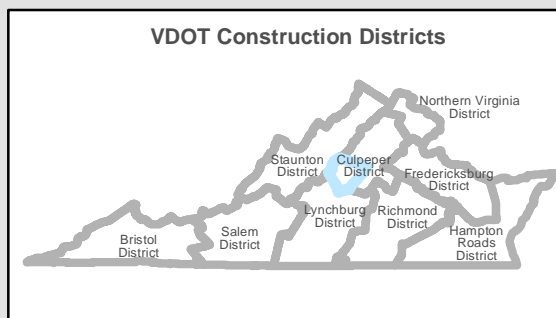 VDOT Construction Districts
Northern Virginia
District
Staunton
District
Culpeper
District
Fredericksburg
District
Lynchburg
District
Richmond
District
Hampton
Roads
District
Salem
District
Bristol
District